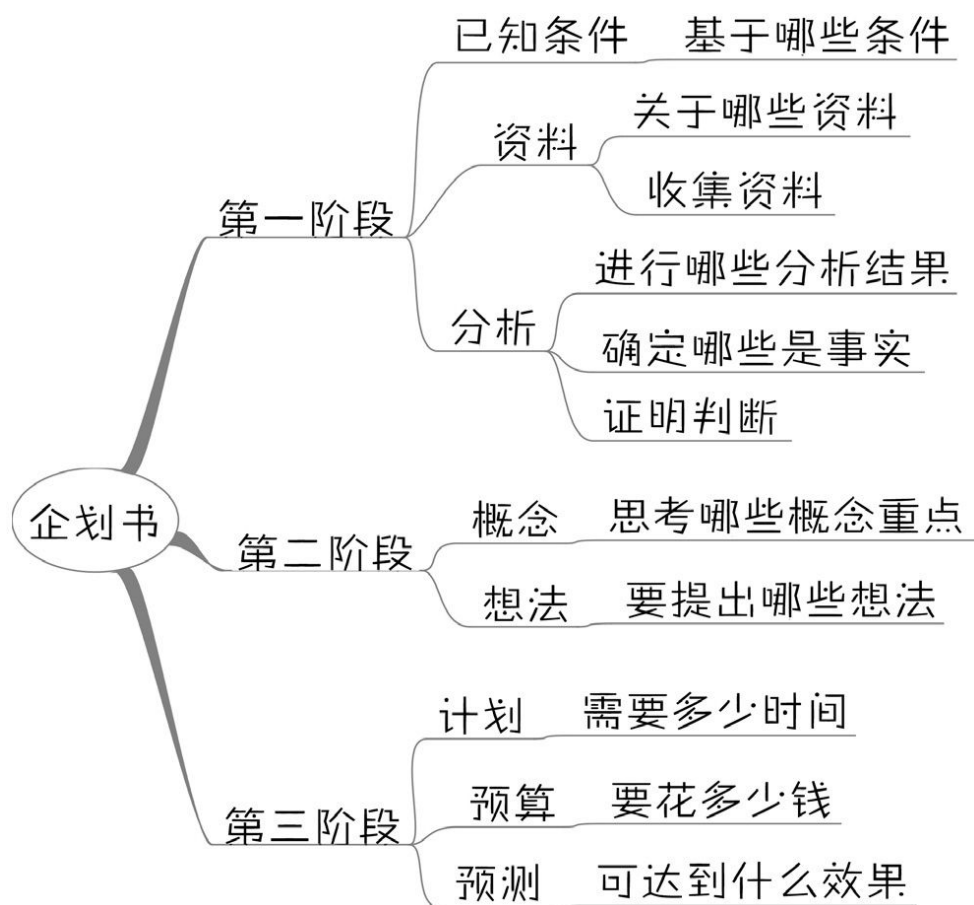 企划书
第一阶段
已知条件
基于哪些条件
资料
关于哪些资料
收集资料
分析
进行哪些分析结果
确定哪些是事实
证明判断
第二阶段
概念
思考哪些概念重点
想法
要提出哪些想法
第三阶段
计划
需要多少时间
预算
要花多少钱
预测
可达到什么效果